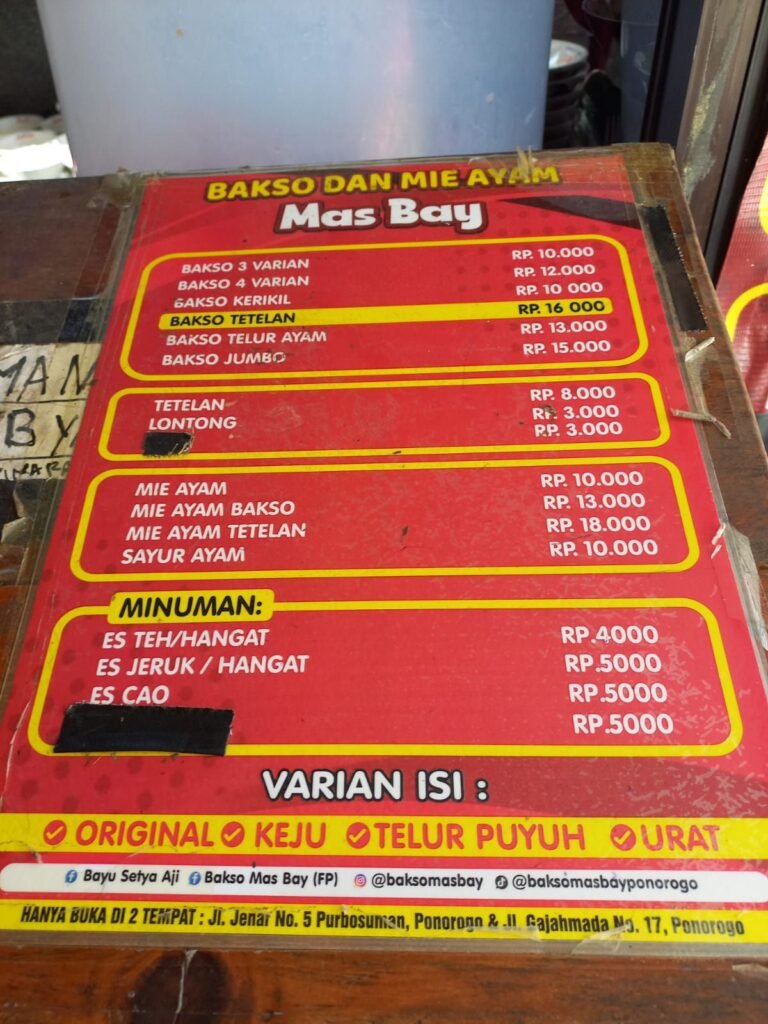 BAKSO DAN MIE AYAM
Mas Bay
BAKSO 3 VARIAN RP. 10.000
BAKSO 4 VARIAN RP. 12.000
BAKSO KERIKIL RP. 10 000
BAKSO TETELAN RP. 16 000
BAKSO TELUR AYAM RP. 13.000
BAKSO JUMBO RP. 15.000
TETELAN RP. 8.000
LONTONG RP. 3.000
RP. 3.000
MIE AYAM RP. 10.000
MIE AYAM BAKSO RP. 13.000
MIE AYAM TETELAN RP. 18.000
SAYUR AYAM RP. 10.000
MINUMAN:
ES TEH/HANGAT RP.4000
ES JERUK / HANGAT RP.5000
ES CAO RP.5000
RP.5000
VARIAN ISI :
ORIGINAL KEJU TELUR PUYUH URAT
Bayu Setya Aji Bakso Mas Bay (FP) @baksomasbay @baksomasbayponorogo
HANYA BUKA DI 2 TEMPAT : Jl. Jenar No. 5 Purbosuman, Ponorogo & Jl. Gajahmada No. 17, Ponorogo